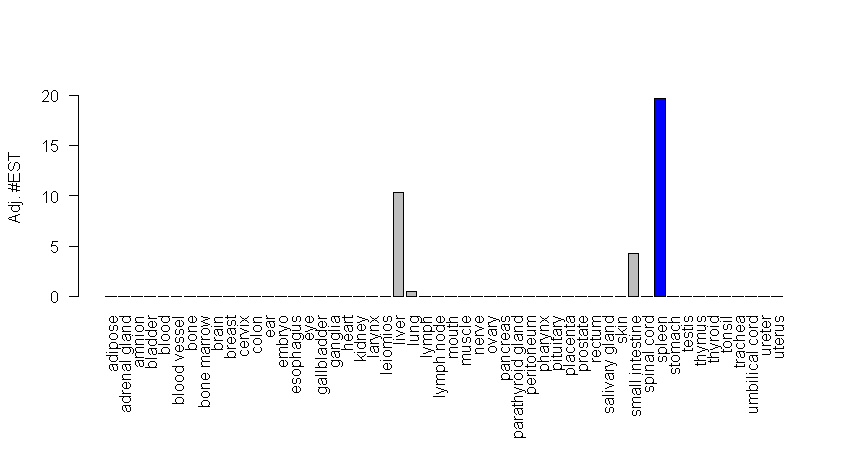 20
15
10
5
0
Adj. #EST
adipose
adrenal gland
amnion
bladder
blood
blood vessel
bone
bone marrow
brain
breast
cervix
colon
ear
embryo
esophagus
eye
gallbladder
ganglia
heart
kidney
larynx
leiomios
liver
lung
lymph
lymph node
mouth
muscle
nerve
ovary
pancreas
parathyroid gland
peritoneum
pharynx
pituitary
placenta
prostate
rectum
salivary gland
skin
small intestine
spinal cord
spleen
stomach
testis
thymus
thyroid
tonsil
trachea
umbilical cord
ureter
uterus